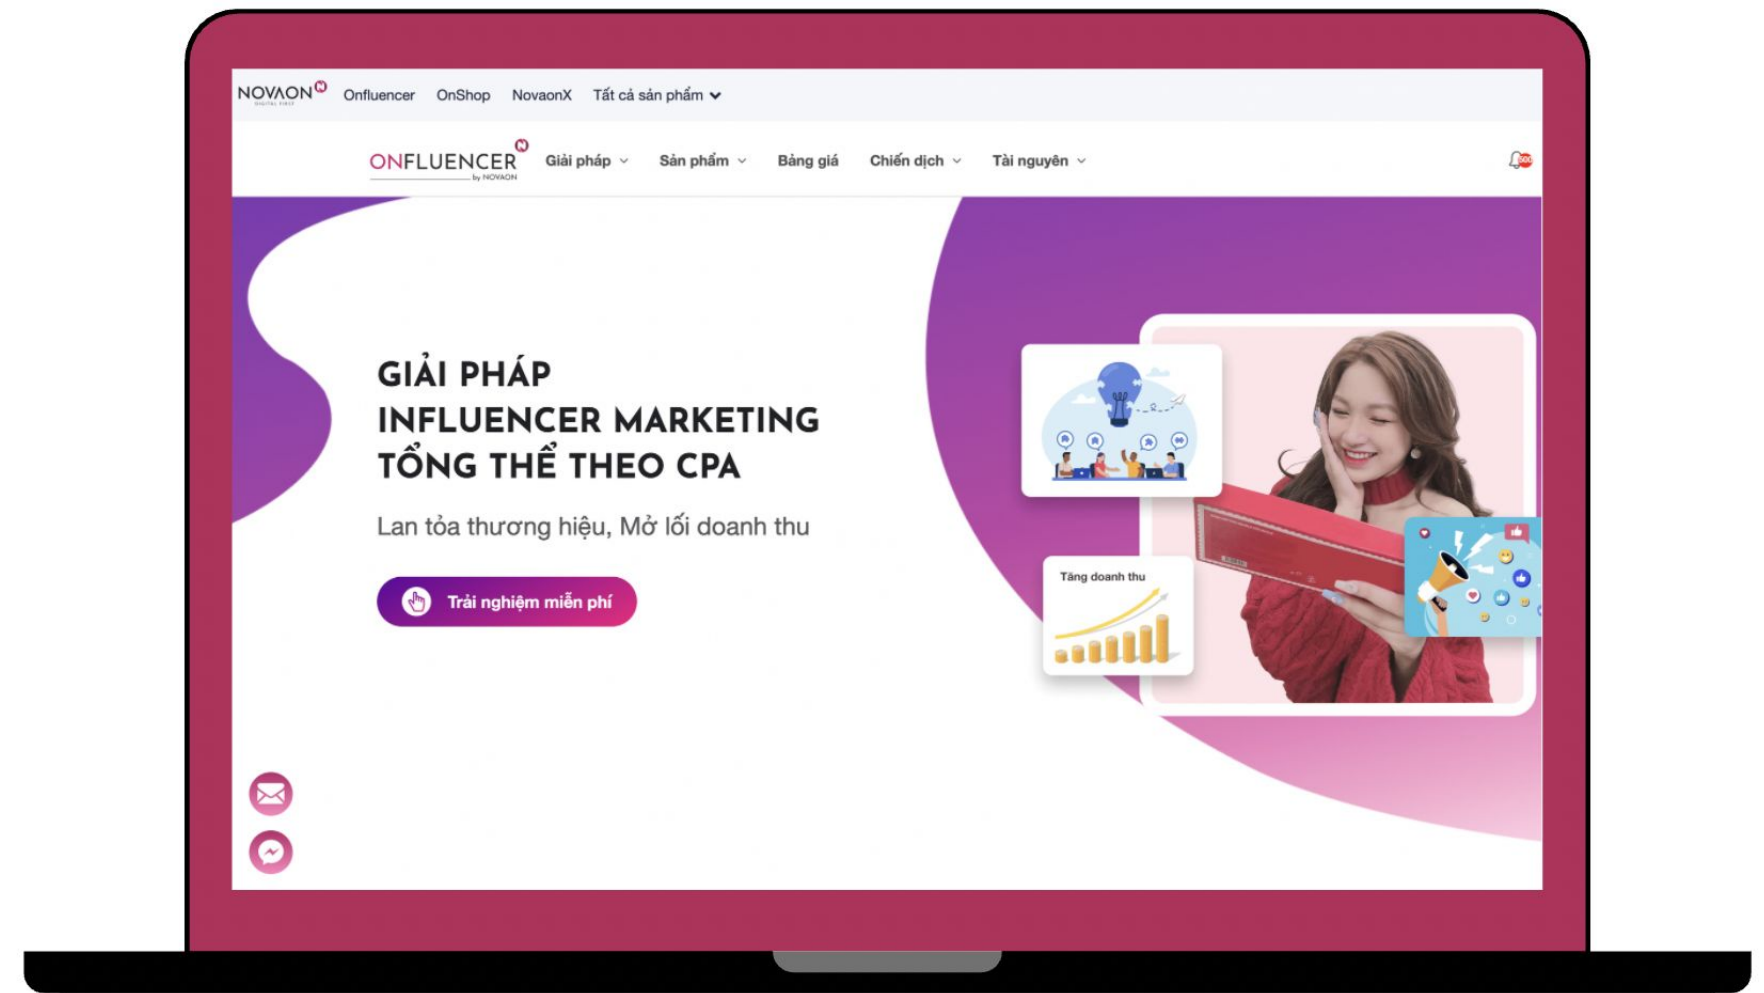 NOVAON N
DIGITAL FIRST
Onfluencer OnShop NovaonX Tất cả sản phẩm
ONFLUENCER N
by NOVAON
Giải pháp Sản phẩm Bảng giá Chiến dịch Tài nguyên
GIẢI PHÁP
INFLUENCER MARKETING
TỔNG THỂ THEO CPA
Lan tỏa thương hiệu, Mở lối doanh thu
Trải nghiệm miễn phí
Tăng doanh thu